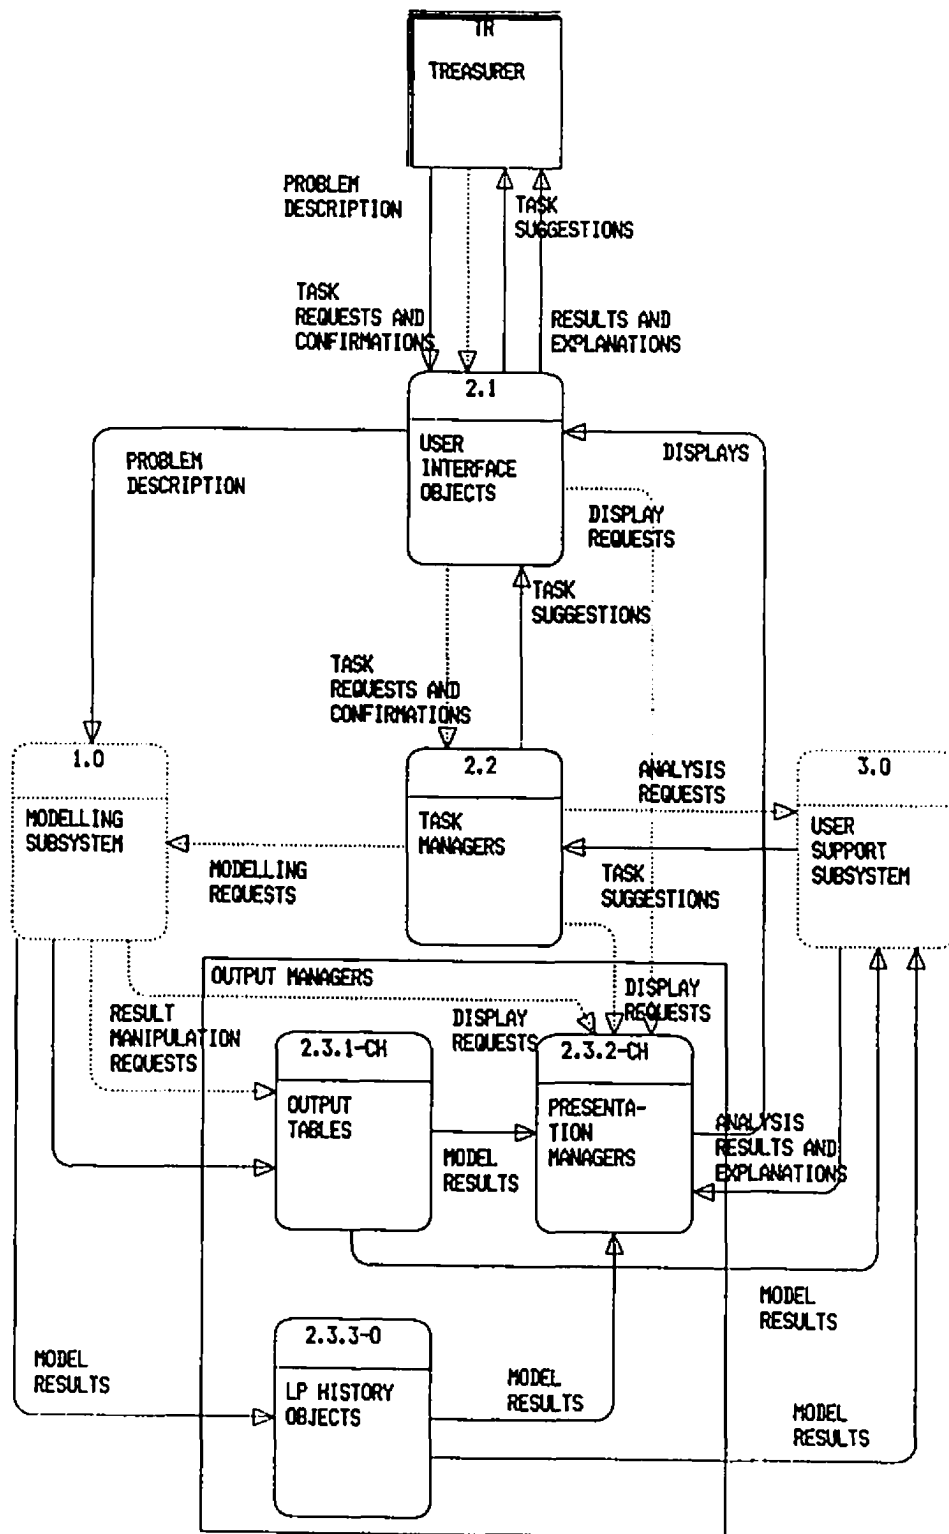 TR
TREASURER
PROBLEM
DESCRIPTION
TASK
SUGGESTIONS
TASK
REQUESTS AND
CONFIRMATIONS
RESULTS AND
EXPLANATIONS
2.1
USER
INTERFACE
OBJECTS
PROBLEM
DESCRIPTION
DISPLAYS
DISPLAY
REQUESTS
TASK
SUGGESTIONS
TASK
REQUESTS AND
CONFIRMATIONS
1.0
MODELLING
SUBSYSTEM
2.2
TASK
MANAGERS
ANALYSIS
REQUESTS
3.0
USER
SUPPORT
SUBSYSTEM
MODELLING
REQUESTS
TASK
SUGGESTIONS
OUTPUT MANAGERS
RESULT
MANIPULATION
REQUESTS
DISPLAY
REQUESTS
DISPLAY
REQUESTS
2.3.1-CH
OUTPUT
TABLES
2.3.2-CH
PRESENTA-
TION
MANAGERS
MODEL
RESULTS
ANALYSIS
RESULTS AND
EXPLANATIONS
MODEL
RESULTS
2.3.3-O
LP HISTORY
OBJECTS
MODEL
RESULTS
MODEL
RESULTS
MODEL
RESULTS